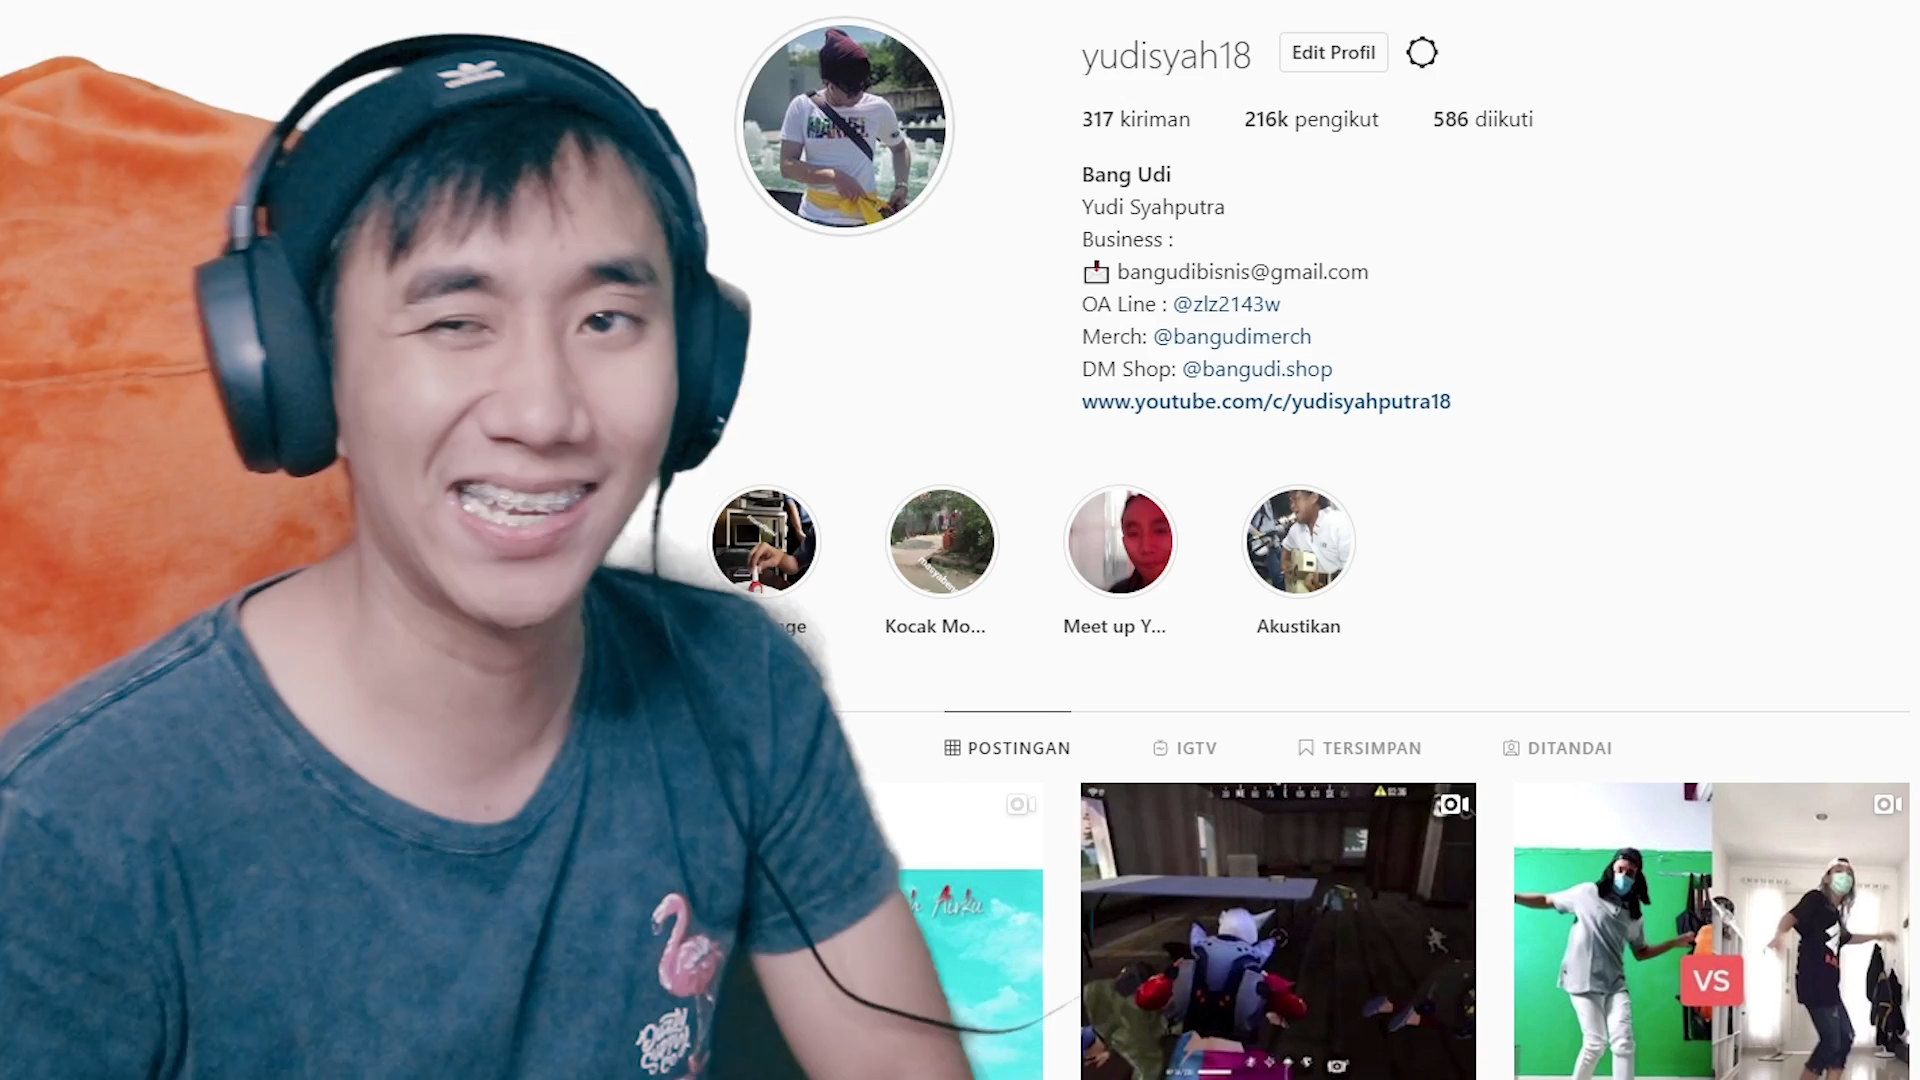 yudisyah18
Edit Profil
317 kiriman
216k pengikut
586 diikuti
Bang Udi
Yudi Syahputra
Business :
bangudibisnis@gmail.com
OA Line : @zlz2143w
Merch: @bangudimerch
DM Shop: @bangudi.shop
www.youtube.com/c/yudisyahputra18
Kocak Mo...
Meet up Y...
Akustikan
POSTINGAN
IGTV
TERSIMPAN
DITANDAI
VS